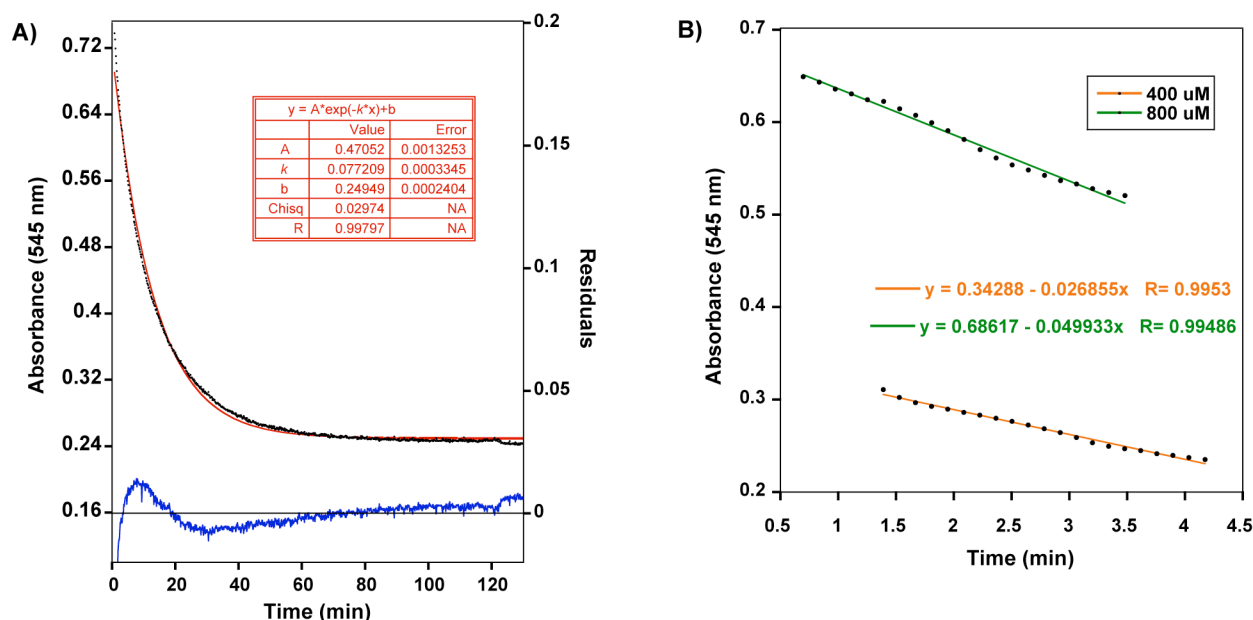 A)
Absorbance (545 nm)
0.72
0.64
0.56
0.48
0.4
0.32
0.24
0.16
0 20 40 60 80 100 120
Time (min)
0.2
0.15
0.1
0.05
0
Residuals
y = A*exp(-k*x)+b
Value Error
A 0.47052 0.0013253
k 0.077209 0.0003345
b 0.24949 0.0002404
Chisq 0.02974 NA
R 0.99797 NA
B)
Absorbance (545 nm)
0.7
0.6
0.5
0.4
0.3
0.2
0.5 1 1.5 2 2.5 3 3.5 4 4.5
Time (min)
400 uM
800 uM
y = 0.34288 - 0.026855x R= 0.9953
y = 0.68617 - 0.049933x R= 0.99486